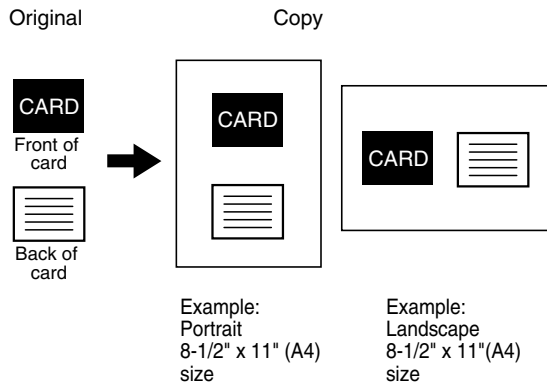 Original
Copy
CARD
Front of
card
Back of
card
CARD
CARD
Example:
Portrait
8-1/2" x 11" (A4)
size
Example:
Landscape
8-1/2" x 11"(A4)
size